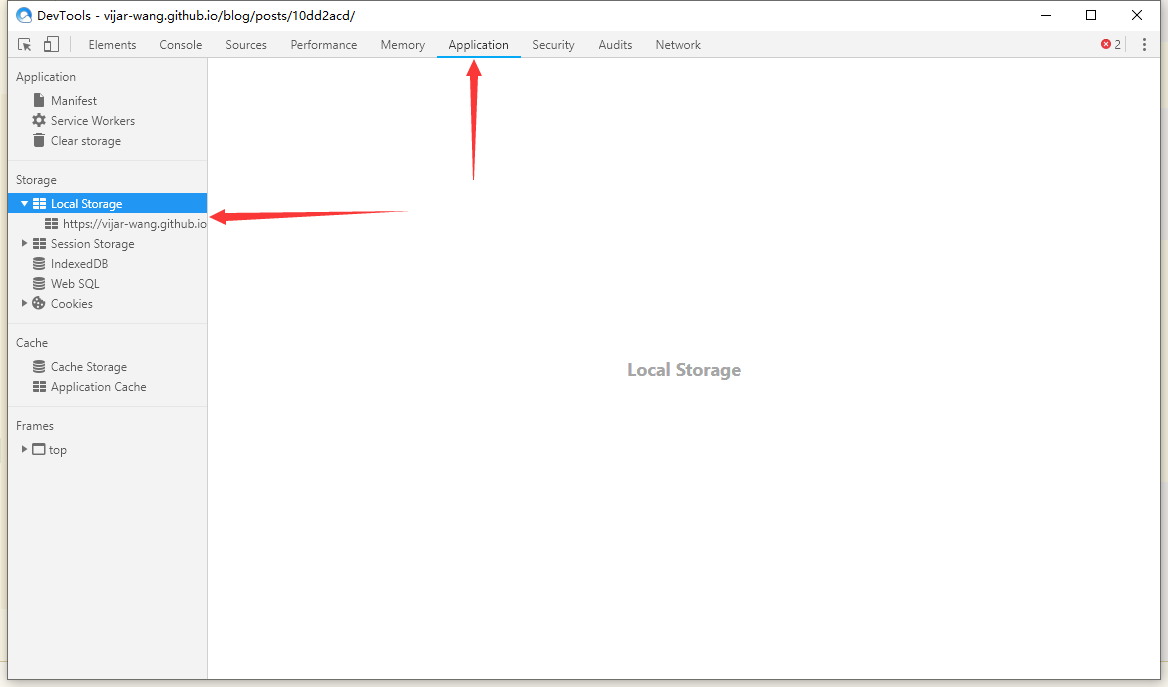 DevTools - vijar-wang.github.io/blog/posts/10dd2acd/
Elements Console Sources Performance Memory Application Security Audits Network 2
Application
Manifest
Service Workers
Clear storage
Storage
Local Storage
https://vijar-wang.github.io
Session Storage
IndexedDB
Web SQL
Cookies
Cache
Cache Storage
Application Cache
Frames
top
Local Storage